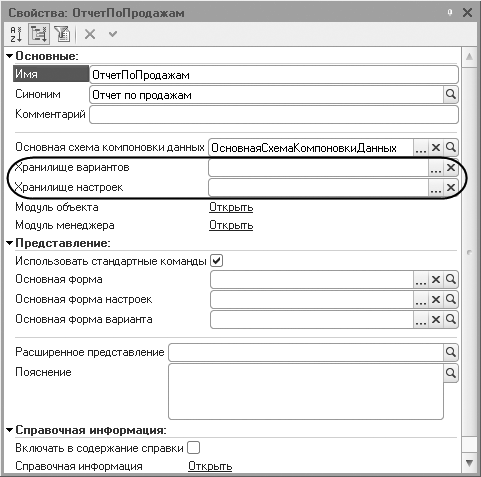 Свойства: ОтчетПоПродажам
Основные:
Имя ОтчетПоПродажам
Синоним Отчет по продажам
Комментарий
Основная схема компоновки данных ОсновнаяСхемаКомпоновкиДанных
Хранилище вариантов
Хранилище настроек
Модуль объекта Открыть
Модуль менеджера Открыть
Представление:
Использовать стандартные команды
Основная форма
Основная форма настроек
Основная форма варианта
Расширенное представление
Пояснение
Справочная информация:
Включать в содержание справки
Справочная информация Открыть